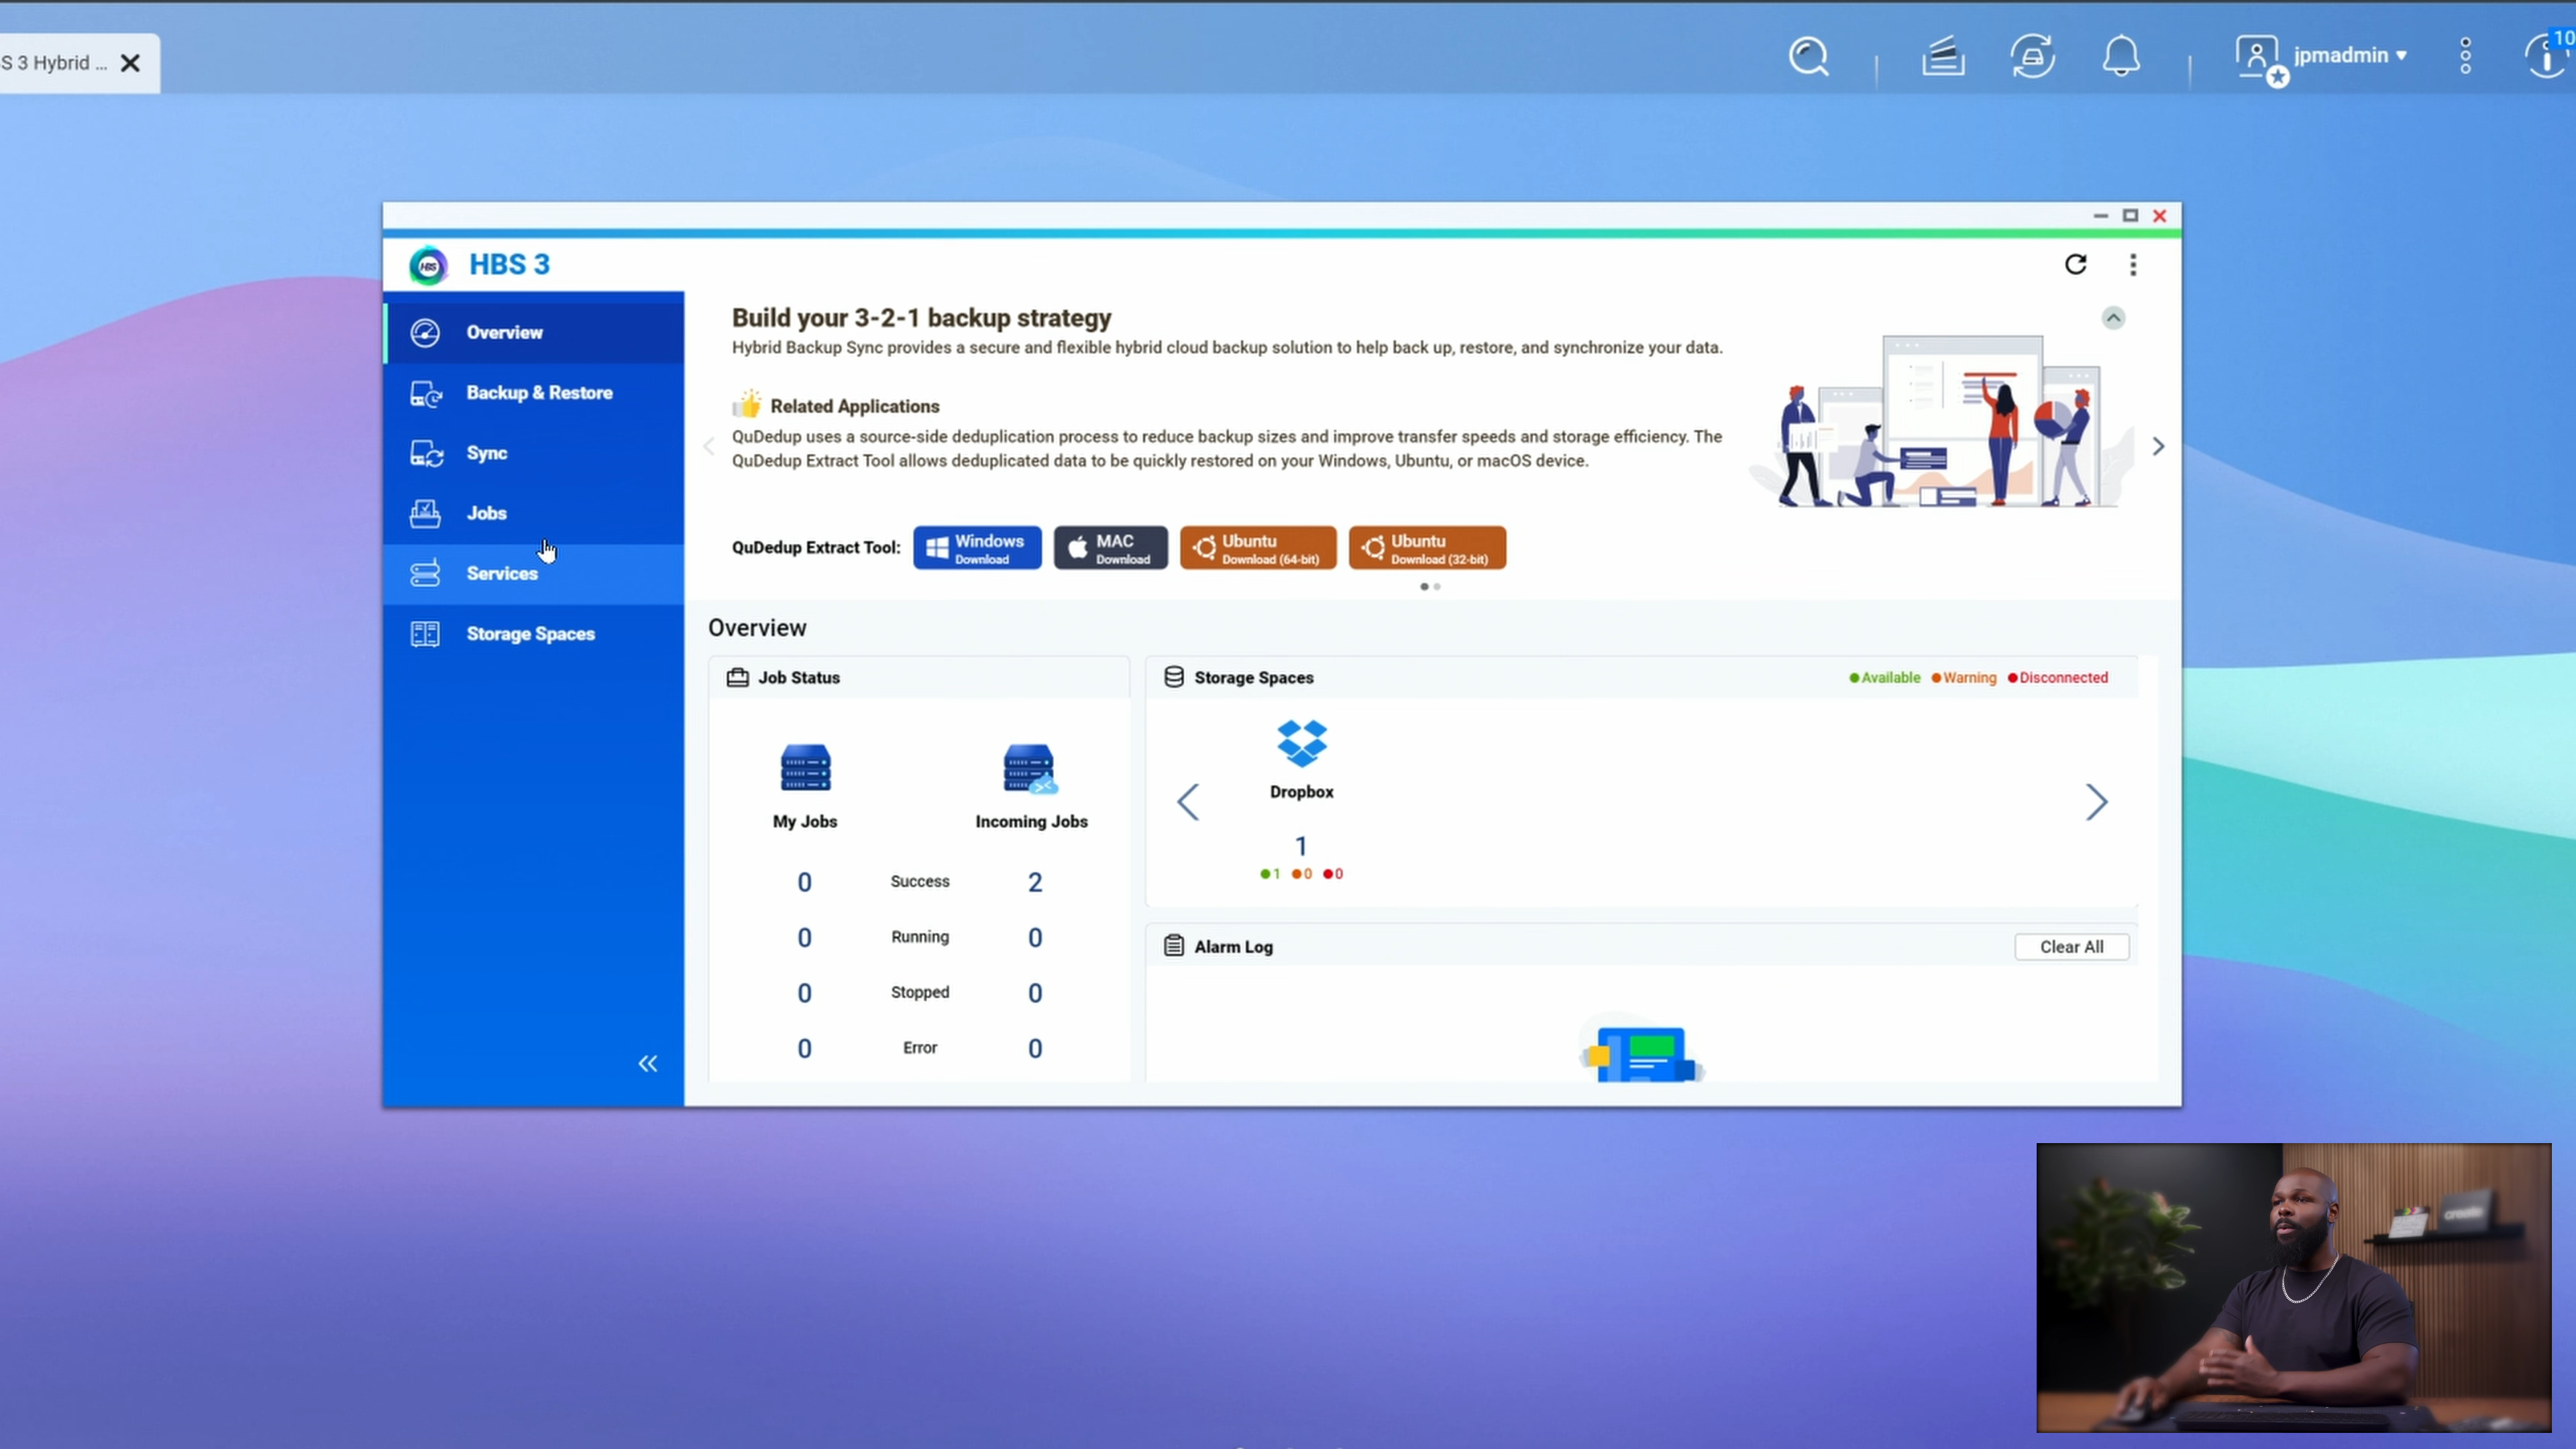 S 3 Hybrid ...
jpmadmin
10
HBS 3
Overview
Backup & Restore
Sync
Jobs
Services
Storage Spaces
Build your 3-2-1 backup strategy
Hybrid Backup Sync provides a secure and flexible hybrid cloud backup solution to help back up, restore, and synchronize your data.
Related Applications
QuDedup uses a source-side deduplication process to reduce backup sizes and improve transfer speeds and storage efficiency. The
QuDedup Extract Tool allows deduplicated data to be quickly restored on your Windows, Ubuntu, or macOS device.
QuDedup Extract Tool:
Windows
Download
MAC
Download
Ubuntu
Download (64-bit)
Ubuntu
Download (32-bit)
Overview
Job Status
My Jobs
Incoming Jobs
0 Success 2
0 Running 0
0 Stopped 0
0 Error 0
Storage Spaces
Available Warning Disconnected
Dropbox
1
1 0 0
Alarm Log
Clear All
create